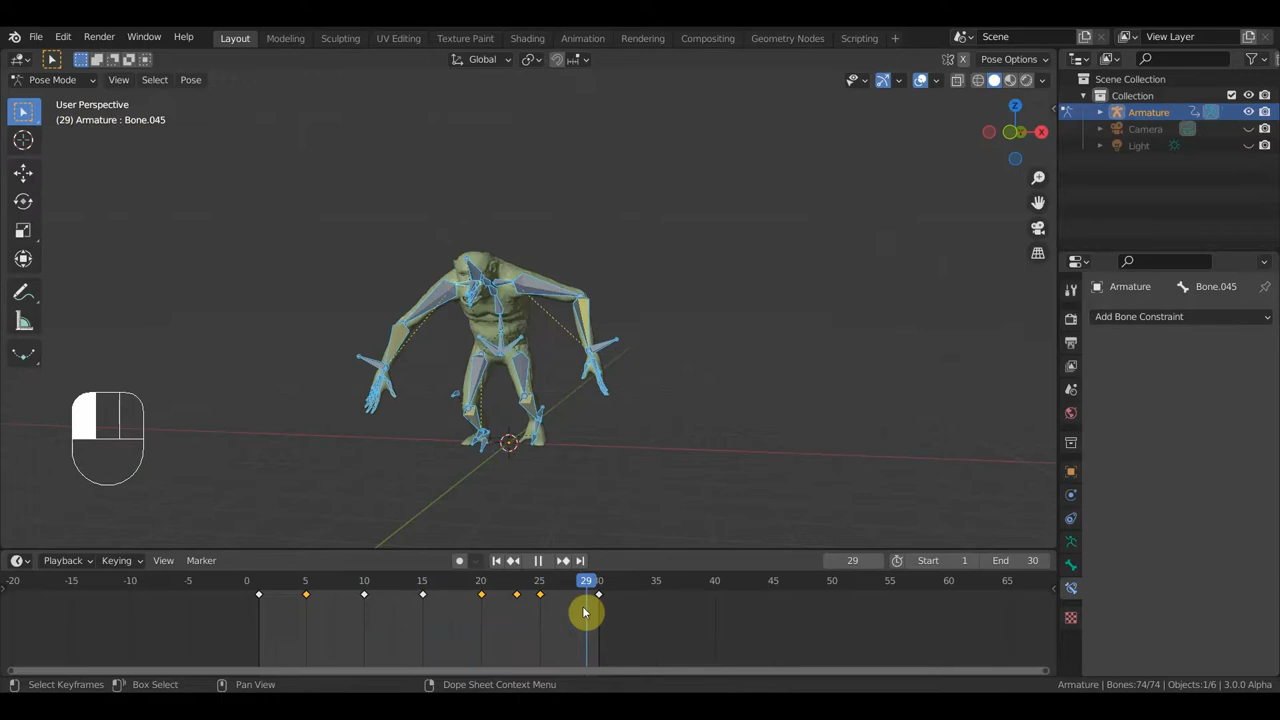 File Edit Render Window Help Layout Modeling Sculpting UV Editing Texture Paint Shading Animation Rendering Compositing Geometry Nodes Scripting + Scene View Layer
Global X Pose Options
Pose Mode View Select Pose
User Perspective
(29) Armature : Bone.045
Z
Y
X
Scene Collection
Collection
Armature
Camera
Light
Armature Bone.045
Add Bone Constraint
Playback Keying View Marker 29 Start 1 End 30
-20 -15 -10 -5 0 5 10 15 20 25 29 30 35 40 45 50 55 60 65
Select Keyframes Box Select Pan View Dope Sheet Context Menu Armature | Bones:74/74 | Objects:1/6 | 3.0.0 Alpha